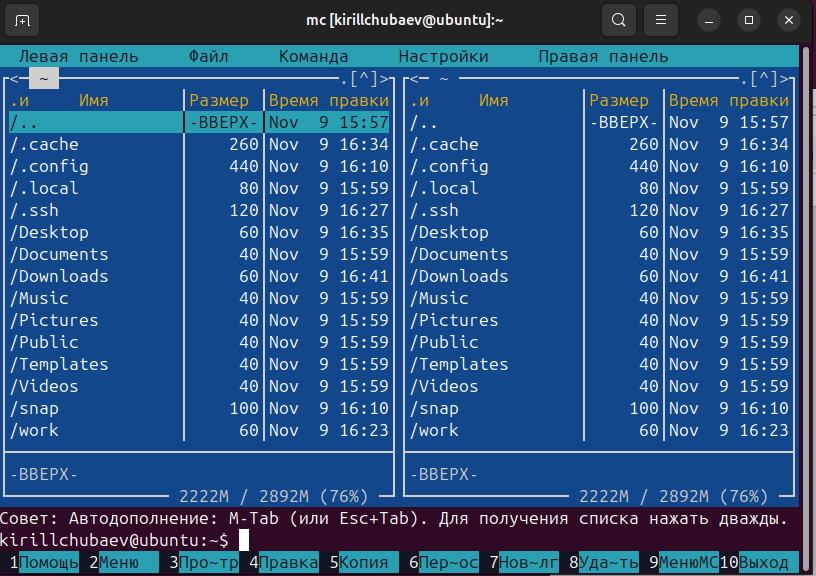 mc [kirillchubaev@ubuntu]:~
Левая панель Файл Команда Настройки Правая панель
<- ~ .[^]> <- ~ .[^]>
.и Имя Размер Время правки .и Имя Размер Время правки
/.. -ВВЕРХ- Nov 9 15:57 /.. -ВВЕРХ- Nov 9 15:57
/.cache 260 Nov 9 16:34 /.cache 260 Nov 9 16:34
/.config 440 Nov 9 16:10 /.config 440 Nov 9 16:10
/.local 80 Nov 9 15:59 /.local 80 Nov 9 15:59
/.ssh 120 Nov 9 16:27 /.ssh 120 Nov 9 16:27
/Desktop 60 Nov 9 16:35 /Desktop 60 Nov 9 16:35
/Documents 40 Nov 9 15:59 /Documents 40 Nov 9 15:59
/Downloads 60 Nov 9 16:41 /Downloads 60 Nov 9 16:41
/Music 40 Nov 9 15:59 /Music 40 Nov 9 15:59
/Pictures 40 Nov 9 15:59 /Pictures 40 Nov 9 15:59
/Public 40 Nov 9 15:59 /Public 40 Nov 9 15:59
/Templates 40 Nov 9 15:59 /Templates 40 Nov 9 15:59
/Videos 40 Nov 9 15:59 /Videos 40 Nov 9 15:59
/snap 100 Nov 9 16:10 /snap 100 Nov 9 16:10
/work 60 Nov 9 16:23 /work 60 Nov 9 16:23
-ВВЕРХ- -ВВЕРХ-
2222M / 2892M (76%) 2222M / 2892M (76%)
Совет: Автодополнение: M-Tab (или Esc+Tab). Для получения списка нажать дважды.
kirillchubaev@ubuntu:~$
1Помощь 2Меню 3Про~тр 4Правка 5Копия 6Пер~ос 7Нов~лг 8Уда~ть 9МенюМС 10Выход